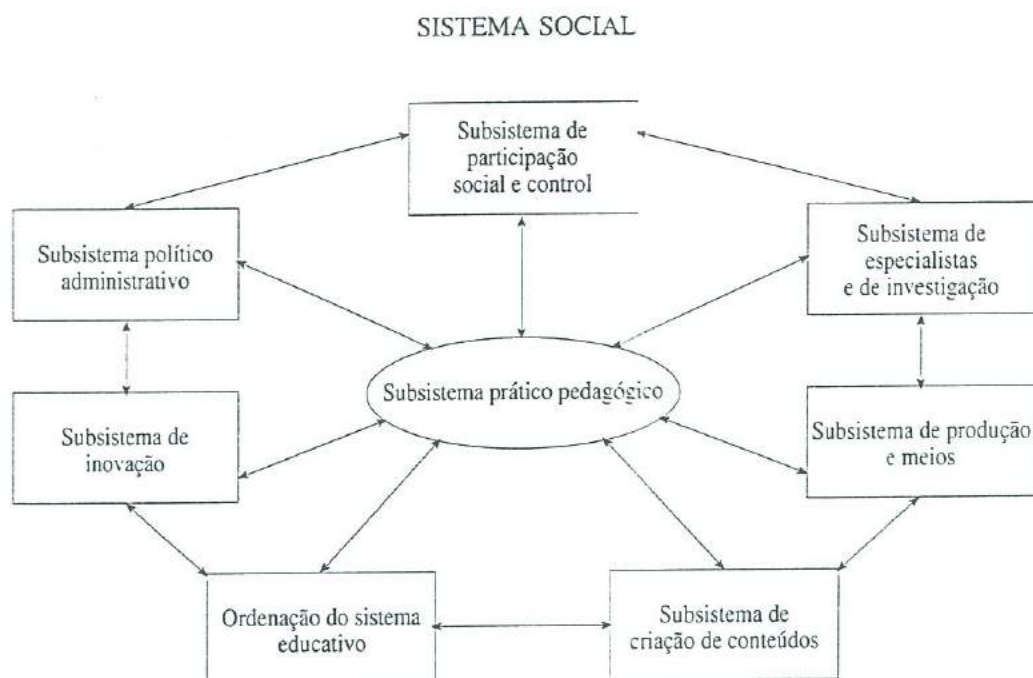 SISTEMA SOCIAL
Subsistema de
participação
social e control
Subsistema político
administrativo
Subsistema de
especialistas
e de investigação
Subsistema prático pedagógico
Subsistema de
inovação
Subsistema de produção
e meios
Ordenação do sistema
educativo
Subsistema de
criação de conteúdos